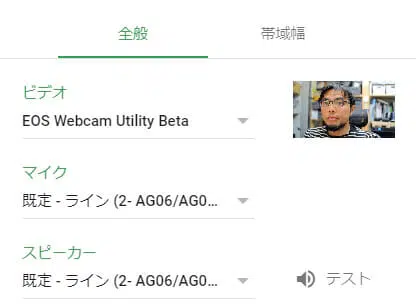 全般
帯域幅
ビデオ
EOS Webcam Utility Beta
マイク
既定 - ライン (2- AG06/AG0...
スピーカー
既定 - ライン (2- AG06/AG0...
テスト